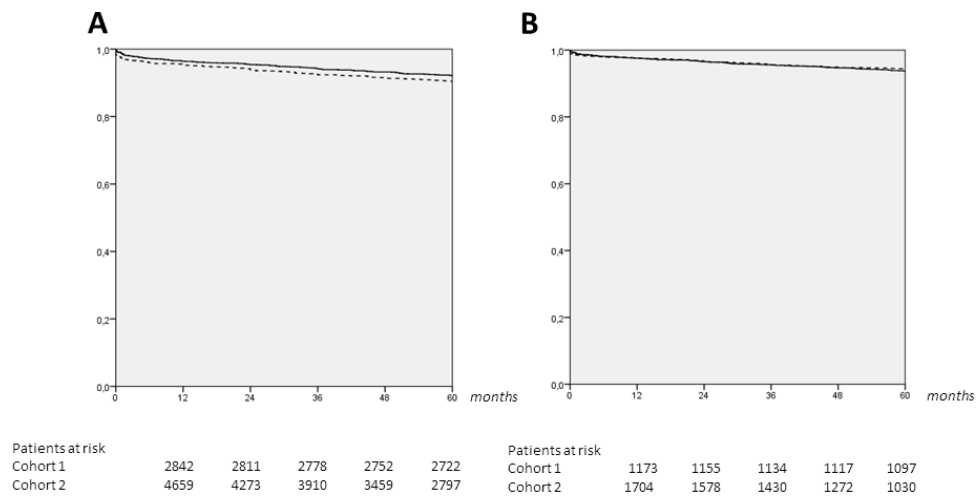 A
1,0
0,8
0,6
0,4
0,2
0,0
0 12 24 36 48 60 months
Patients at risk
Cohort 1 2842 2811 2778 2752 2722
Cohort 2 4659 4273 3910 3459 2797
B
1,0
0,8
0,6
0,4
0,2
0,0
0 12 24 36 48 60 months
Patients at risk
Cohort 1 1173 1155 1134 1117 1097
Cohort 2 1704 1578 1430 1272 1030